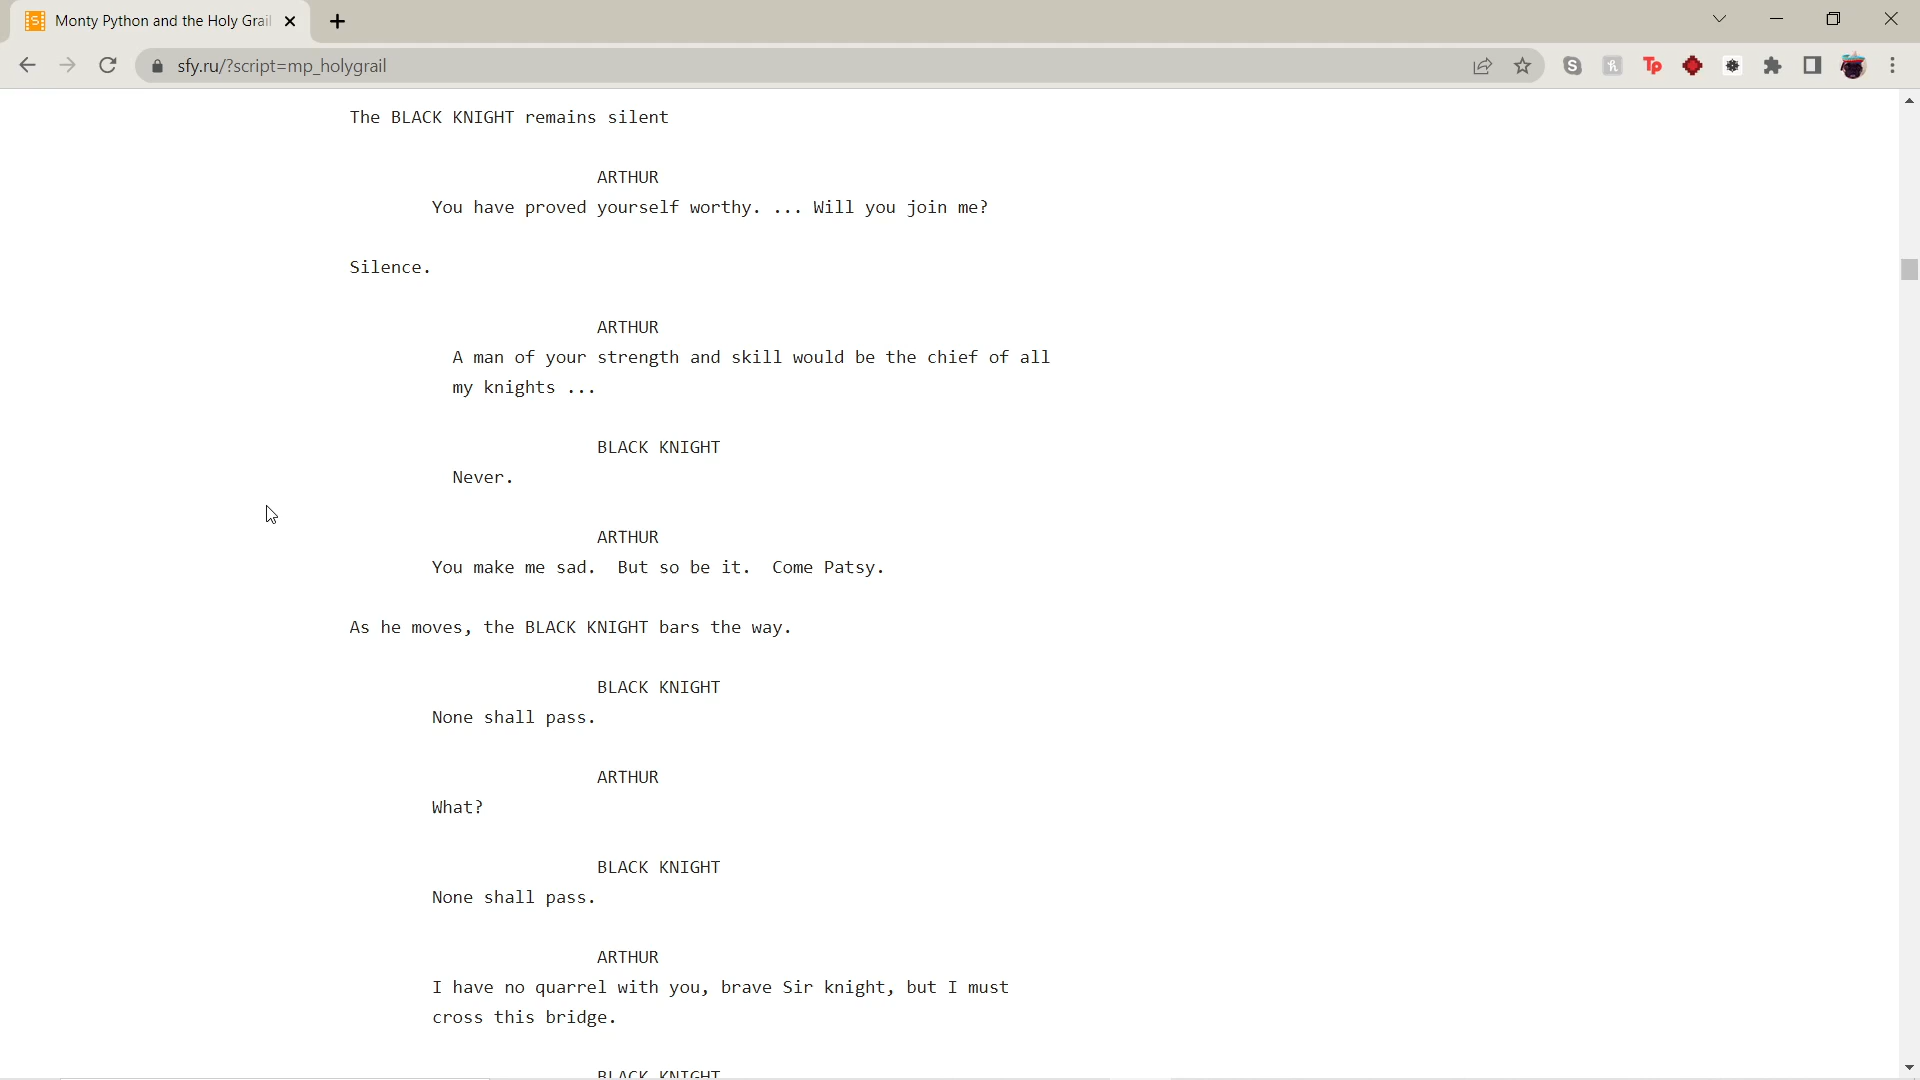 Monty Python and the Holy Grail
sfy.ru/?script=mp_holygrail
The BLACK KNIGHT remains silent
ARTHUR
You have proved yourself worthy. ... Will you join me?
Silence.
ARTHUR
A man of your strength and skill would be the chief of all
my knights ...
BLACK KNIGHT
Never.
ARTHUR
You make me sad.  But so be it.  Come Patsy.
As he moves, the BLACK KNIGHT bars the way.
BLACK KNIGHT
None shall pass.
ARTHUR
What?
BLACK KNIGHT
None shall pass.
ARTHUR
I have no quarrel with you, brave Sir knight, but I must
cross this bridge.
BLACK KNIGHT